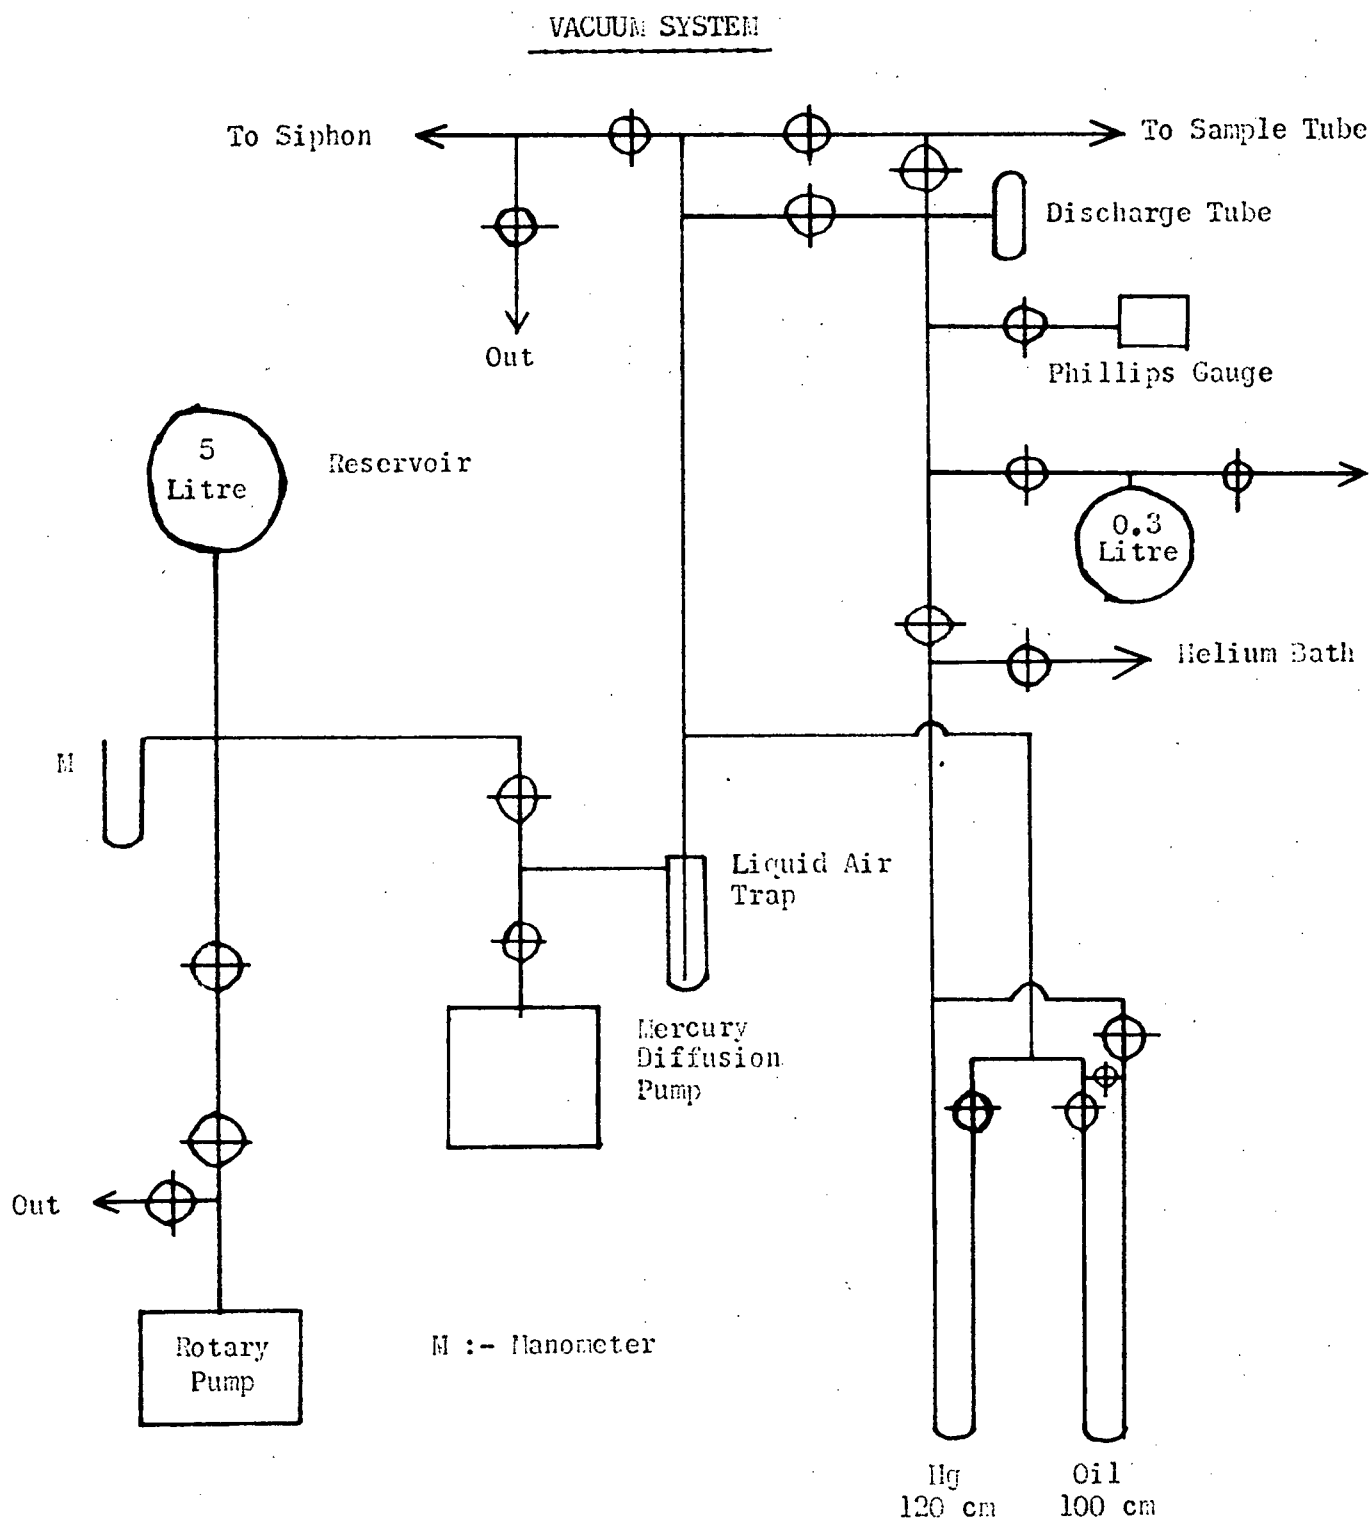 VACUUM SYSTEM
To Siphon
To Sample Tube
Discharge Tube
Out
Phillips Gauge
5
Litre
Reservoir
0.3
Litre
Helium Bath
M
Liquid Air
Trap
Mercury
Diffusion
Pump
Out
Rotary
Pump
M :- Manometer
Hg
120 cm
Oil
100 cm